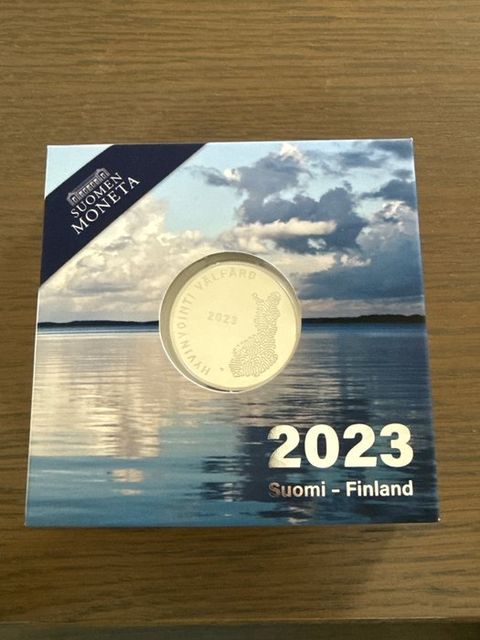 SUOMEN
MONETA
HYVINVOINTI VÄLFÄRD
2023
2023
Suomi - Finland